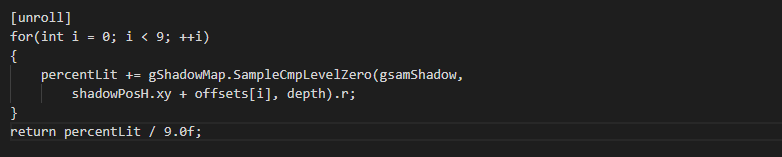 [unroll]
for(int i = 0; i < 9; ++i)
{
    percentLit += gShadowMap.SampleCmpLevelZero(gsamShadow,
        shadowPosH.xy + offsets[i], depth).r;
}
return percentLit / 9.0f;